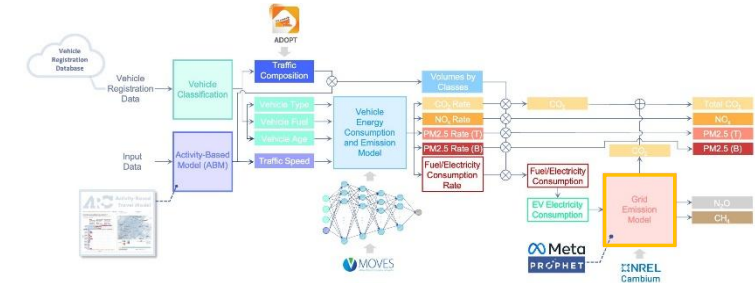 ADOPT
Vehicle
Registration
Database
Vehicle
Registration
Data
Vehicle
Classification
Traffic
Composition
Volumes by
Classes
Vehicle Type
Vehicle Fuel
Vehicle Age
Traffic Speed
Vehicle
Energy
Consumption
and Emission
Model
CO₂ Rate
NOₓ Rate
PM2.5 Rate (T)
PM2.5 Rate (B)
Fuel/Electricity
Consumption
Rate
CO₂
Total CO₂
NOₓ
PM2.5 (T)
PM2.5 (B)
Input
Data
Activity-Based
Model (ABM)
Fuel/Electricity
Consumption
EV Electricity
Consumption
CO₂
Grid
Emission
Model
N₂O
CH₄
Activity-Based
MOVES
Meta
PROPHET
NREL
Cambium